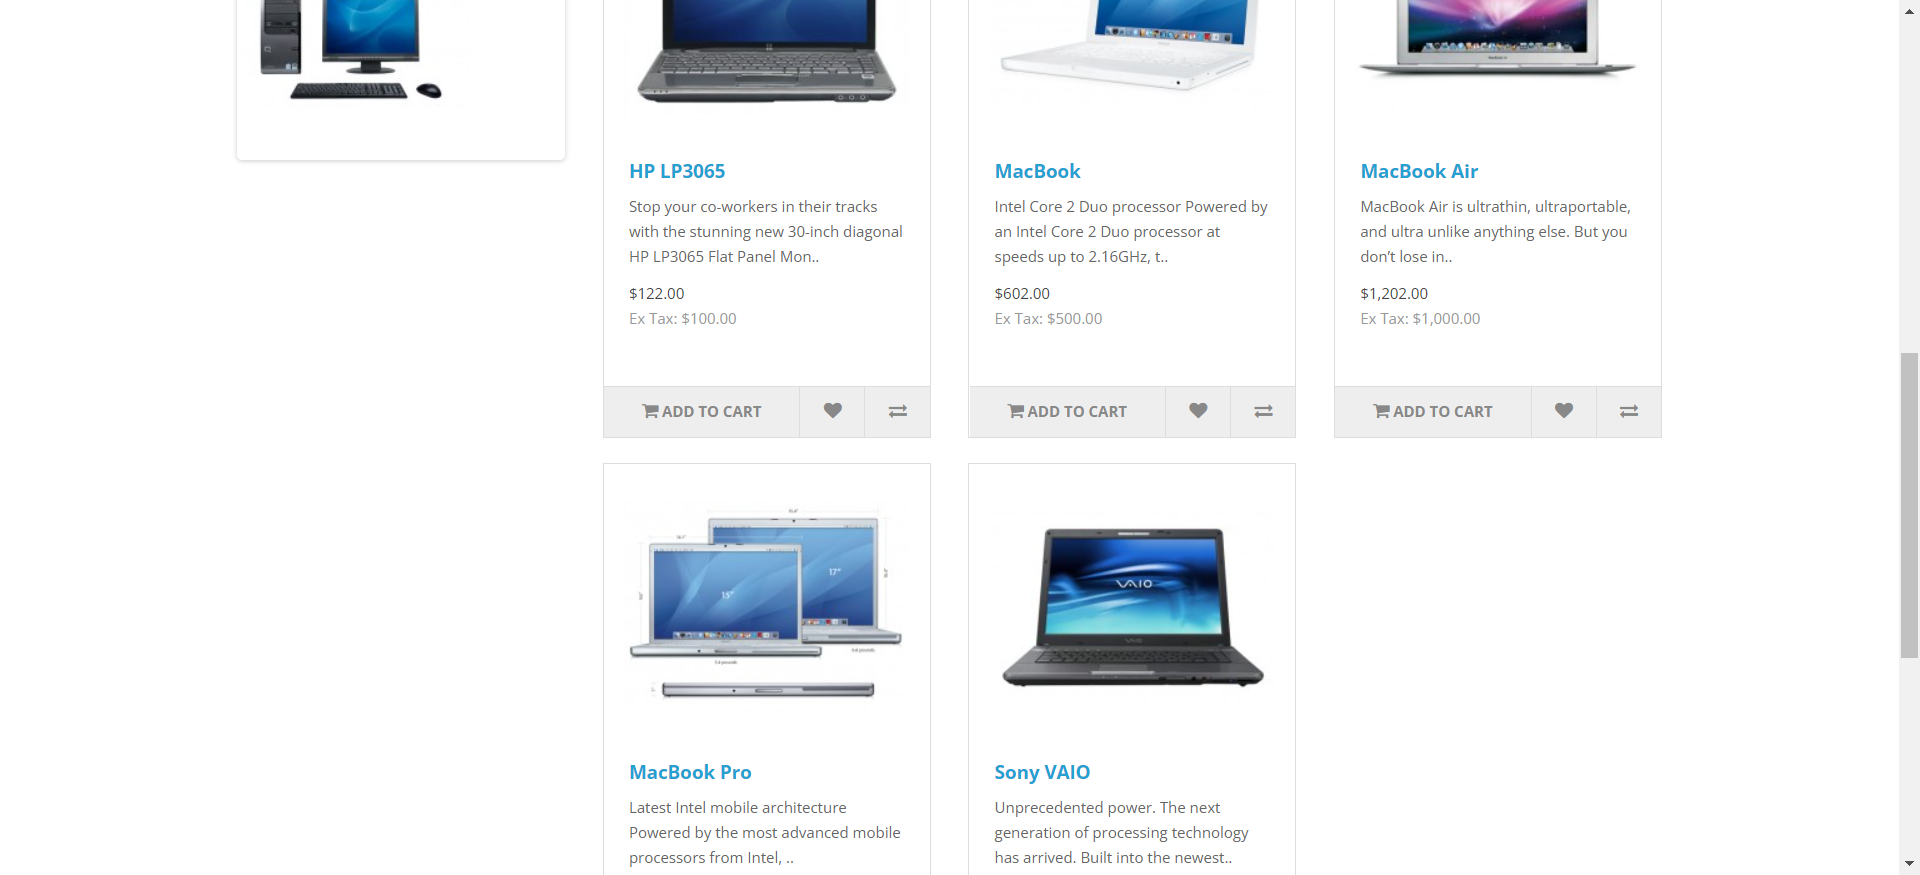 HP LP3065
Stop your co-workers in their tracks
with the stunning new 30-inch diagonal
HP LP3065 Flat Panel Mon..
$122.00
Ex Tax: $100.00
ADD TO CART
MacBook
Intel Core 2 Duo processor Powered by
an Intel Core 2 Duo processor at
speeds up to 2.16GHz, t..
$602.00
Ex Tax: $500.00
ADD TO CART
MacBook Air
MacBook Air is ultrathin, ultraportable,
and ultra unlike anything else. But you
don’t lose in..
$1,202.00
Ex Tax: $1,000.00
ADD TO CART
17"
15"
MacBook Pro
Latest Intel mobile architecture
Powered by the most advanced mobile
processors from Intel, ..
VAIO
VAIO
Sony VAIO
Unprecedented power. The next
generation of processing technology
has arrived. Built into the newest..